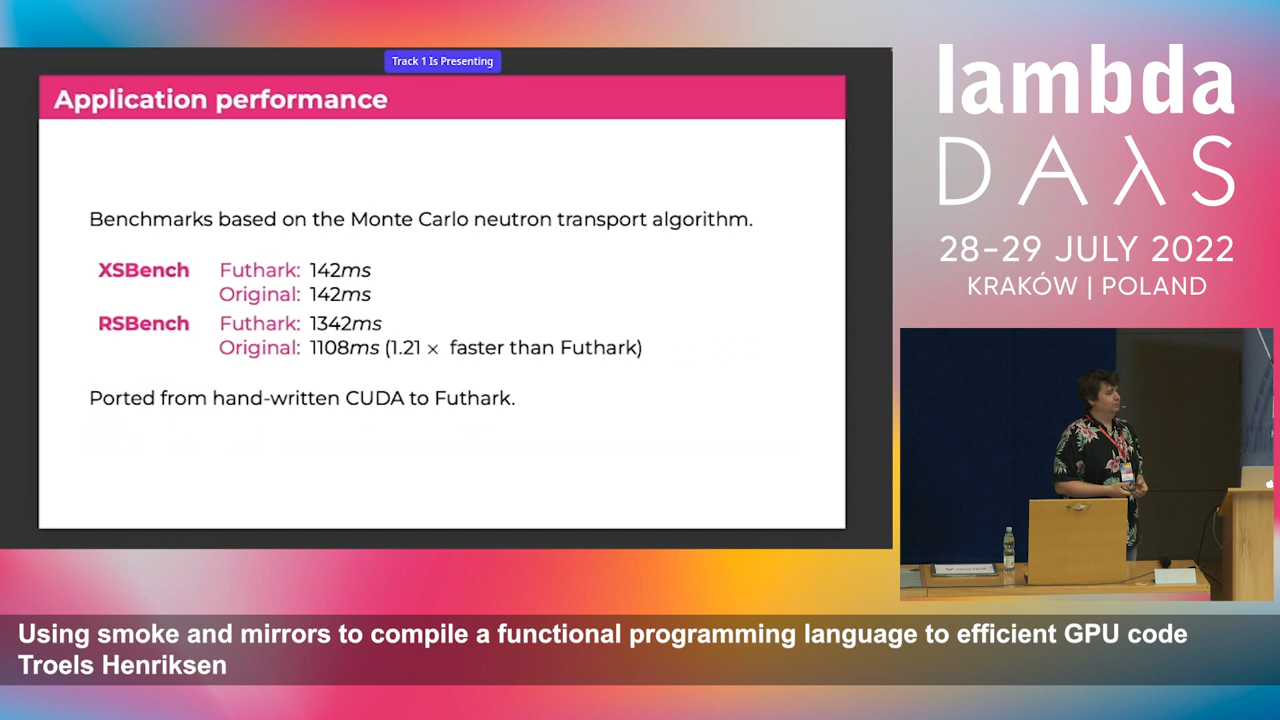 Track 1 Is Presenting
Application performance
Benchmarks based on the Monte Carlo neutron transport algorithm.
XSBench Futhark: 142ms
Original: 142ms
RSBench Futhark: 1342ms
Original: 1108ms (1.21 × faster than Futhark)
Ported from hand-written CUDA to Futhark.
lambda
DAλS
28–29 JULY 2022
KRAKÓW | POLAND
Using smoke and mirrors to compile a functional programming language to efficient GPU code
Troels Henriksen